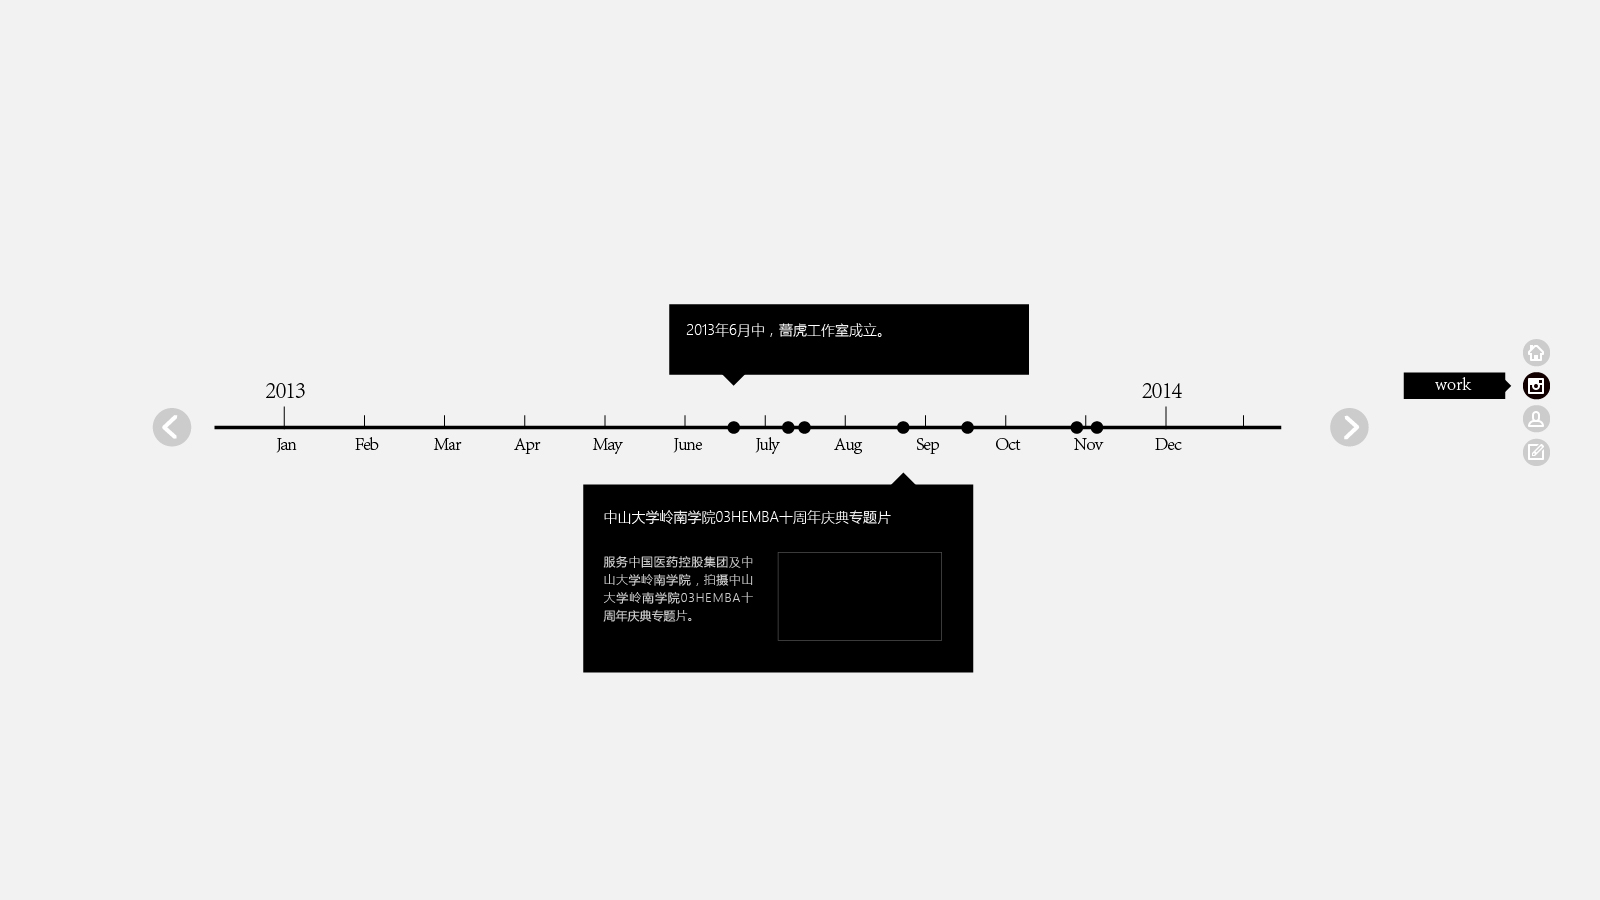 2013年6月中，蔷虎工作室成立。
2013
2014
work
Jan Feb Mar Apr May June July Aug Sep Oct Nov Dec
中山大学岭南学院03HEMBA十周年庆典专题片
服务中国医药控股集团及中
山大学岭南学院，拍摄中山
大学岭南学院03HEMBA十
周年庆典专题片。